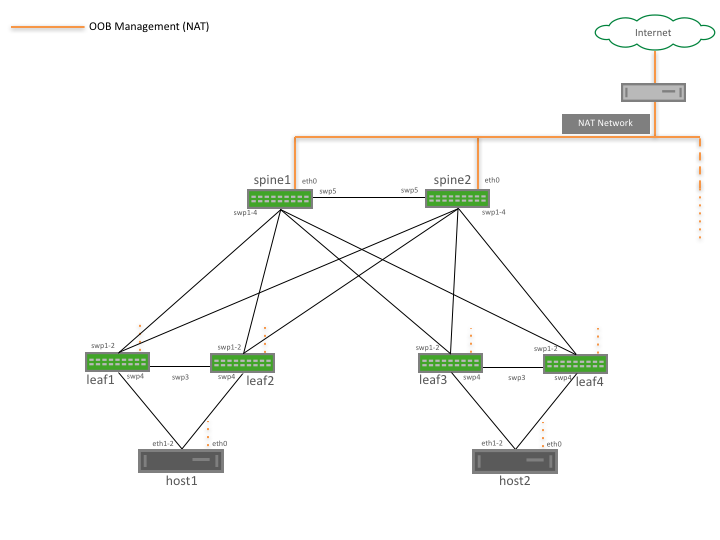 OOB Management (NAT)
Internet
NAT Network
spine1
eth0
spine2
eth0
swp5
swp5
swp1-4
swp1-4
swp1-2
swp1-2
swp1-2
swp1-2
leaf1
swp4
swp3
swp4
leaf2
leaf3
swp4
swp3
swp4
leaf4
eth1-2
eth0
eth1-2
eth0
host1
host2